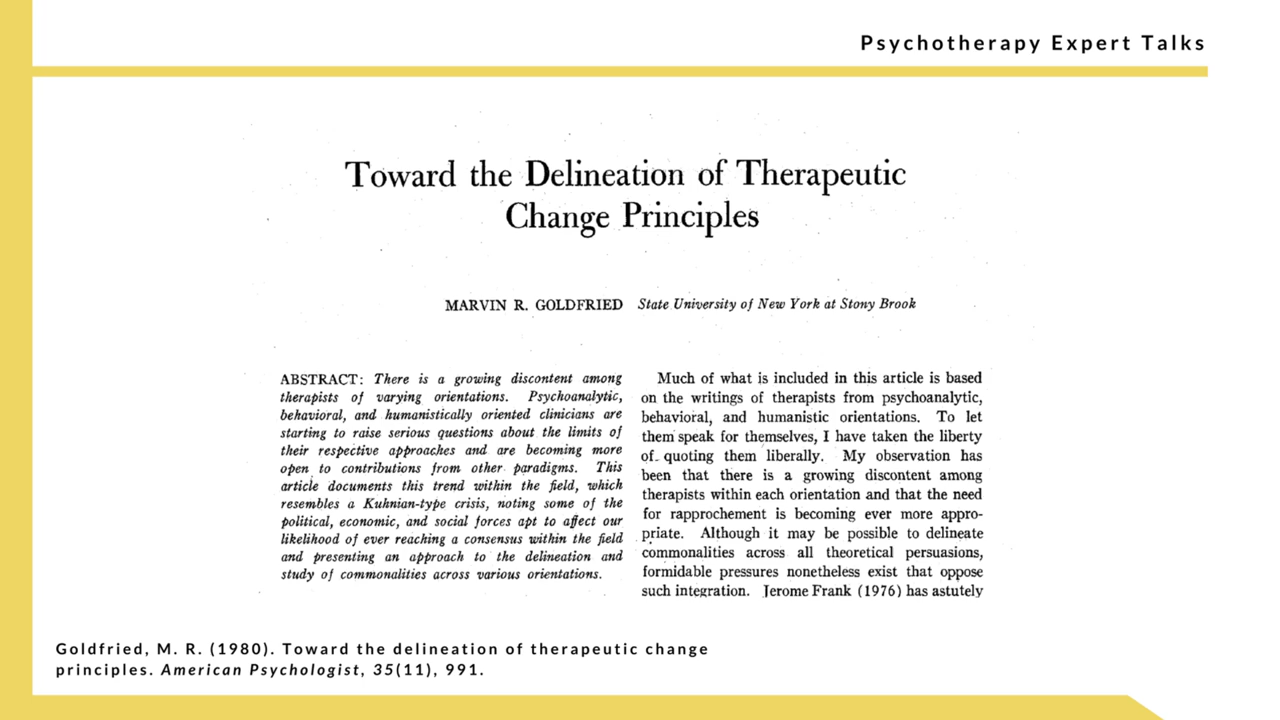 Psychotherapy Expert Talks
Toward the Delineation of Therapeutic
Change Principles
MARVIN R. GOLDFRIED State University of New York at Stony Brook
ABSTRACT: There is a growing discontent among
therapists of varying orientations. Psychoanalytic,
behavioral, and humanistically oriented clinicians are
starting to raise serious questions about the limits of
their respective approaches and are becoming more
open to contributions from other paradigms. This
article documents this trend within the field, which
resembles a Kuhnian-type crisis, noting some of the
political, economic, and social forces apt to affect our
likelihood of ever reaching a consensus within the field
and presenting an approach to the delineation and
study of commonalities across various orientations.
Much of what is included in this article is based
on the writings of therapists from psychoanalytic,
behavioral, and humanistic orientations. To let
them speak for themselves, I have taken the liberty
of quoting them liberally. My observation has
been that there is a growing discontent among
therapists within each orientation and that the need
for rapprochement is becoming ever more appro-
priate. Although it may be possible to delineate
commonalities across all theoretical persuasions,
formidable pressures nonetheless exist that oppose
such integration. Jerome Frank (1976) has astutely
Goldfried, M. R. (1980). Toward the delineation of therapeutic change
principles. American Psychologist, 35(11), 991.